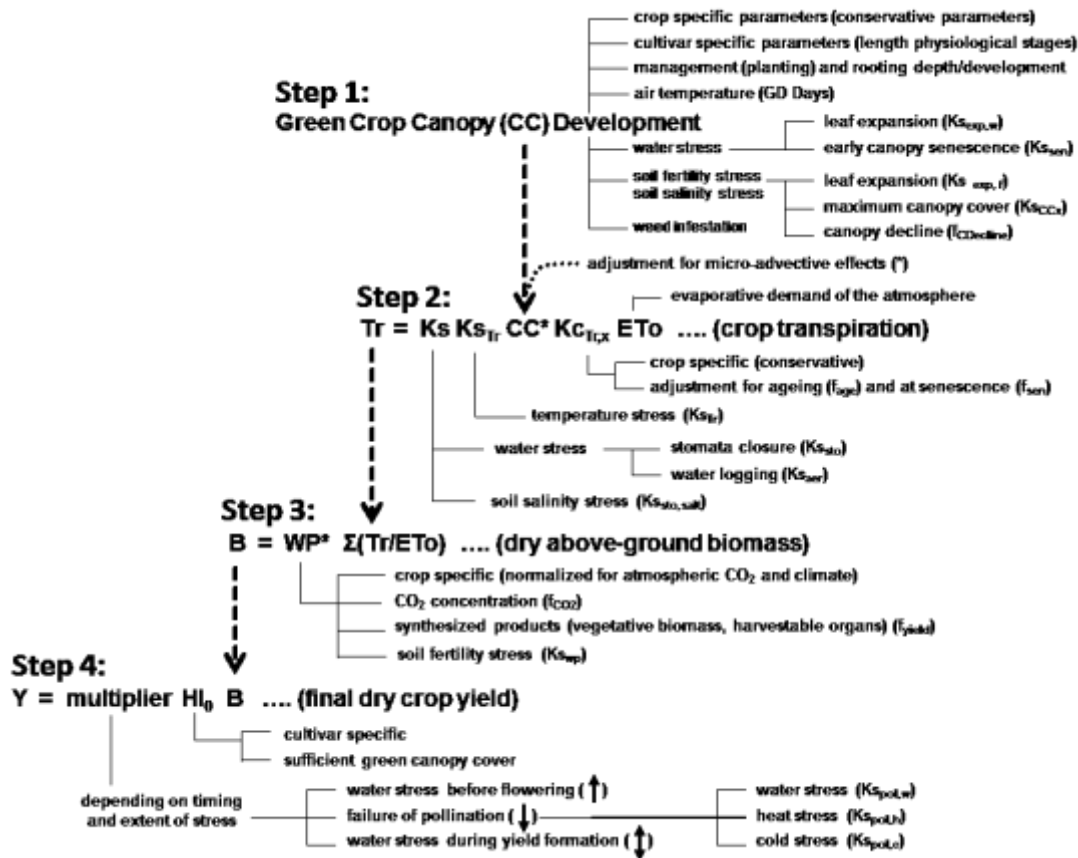 crop specific parameters (conservative parameters)
cultivar specific parameters (length physiological stages)
management (planting) and rooting depth/development
air temperature (GD Days)
Step 1:
Green Crop Canopy (CC) Development
leaf expansion (Ksexp,w)
water stress
early canopy senescence (Kssen)
soil fertility stress
soil salinity stress
leaf expansion (Ks exp, f)
maximum canopy cover (KsCCx)
weed infestation
canopy decline (fCDecline)
adjustment for micro-advective effects (*)
Step 2:
evaporative demand of the atmosphere
Tr = Ks KsTr CC* KcTr,x ETo .... (crop transpiration)
crop specific (conservative)
adjustment for ageing (fage) and at senescence (fsen)
temperature stress (KsTr)
water stress
stomata closure (Kssto)
water logging (Ksaer)
soil salinity stress (Kssto,salt)
Step 3:
B = WP* Σ(Tr/ETo) .... (dry above-ground biomass)
crop specific (normalized for atmospheric CO2 and climate)
CO2 concentration (fCO2)
synthesized products (vegetative biomass, harvestable organs) (fyield)
soil fertility stress (Kswp)
Step 4:
Y = multiplier HI0 B .... (final dry crop yield)
cultivar specific
sufficient green canopy cover
depending on timing
and extent of stress
water stress before flowering (↑)
failure of pollination (↓)
water stress during yield formation (↕)
water stress (Kspol,w)
heat stress (Kspol,h)
cold stress (Kspol,c)